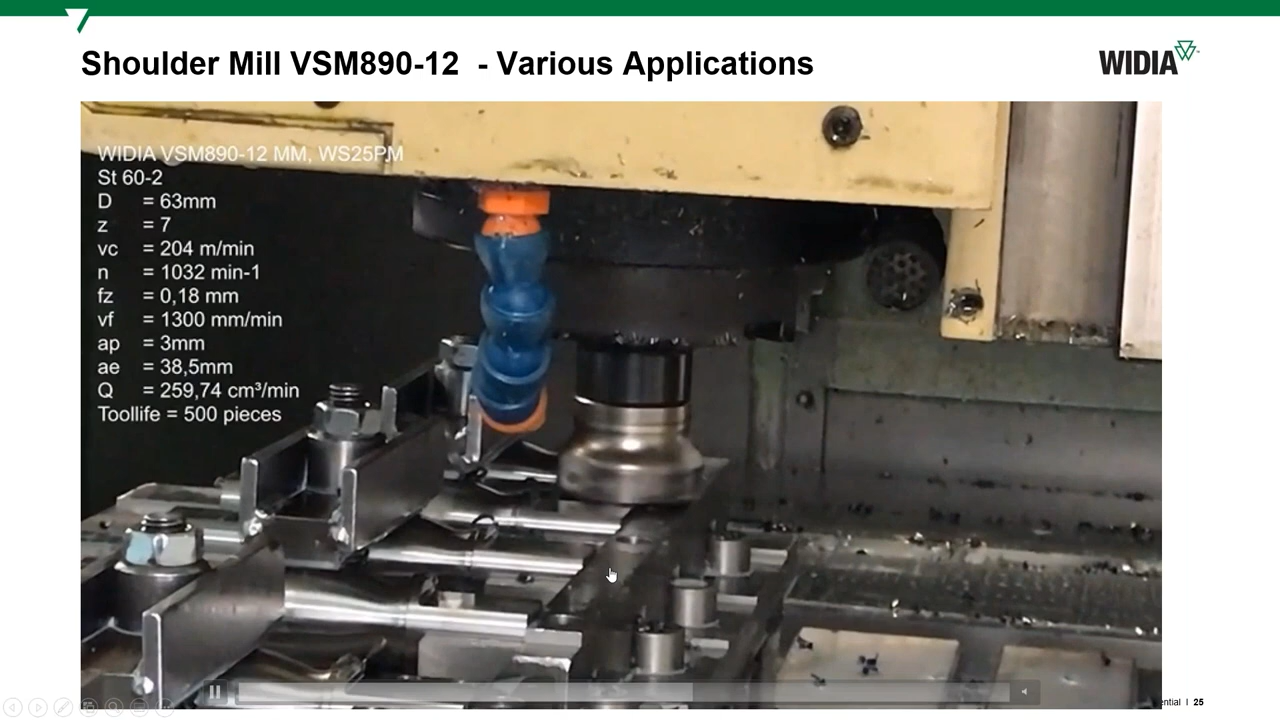 Shoulder Mill VSM890-12 - Various Applications
WIDIA
WIDIA VSM890-12 MM, WS25PM
St 60-2
D = 63mm
z = 7
vc = 204 m/min
n = 1032 min-1
fz = 0,18 mm
vf = 1300 mm/min
ap = 3mm
ae = 38,5mm
Q = 259,74 cm³/min
Toollife = 500 pieces
ential | 25